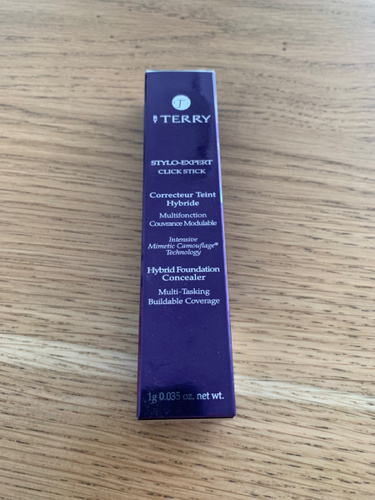 T
BY TERRY
STYLO-EXPERT
CLICK STICK
Correcteur Teint
Hybride
Multifonction
Couvrance Modulable
Intensive
Mimetic Camouflage®
Technology
Hybrid Foundation
Concealer
Multi-Tasking
Buildable Coverage
1g 0.035 oz. net wt.